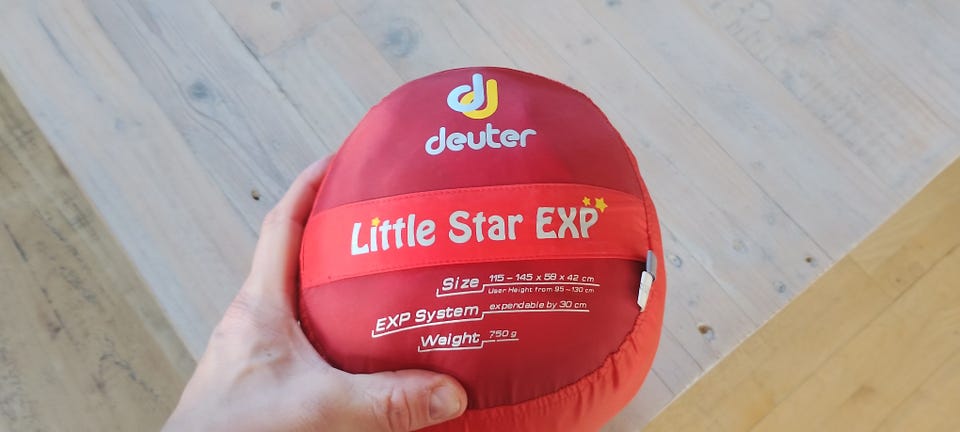 deuter
Little Star EXP
Size 115 – 145 x 58 x 42 cm
User Height from 95 – 130 cm
EXP System expendable by 30 cm
Weight 750 g